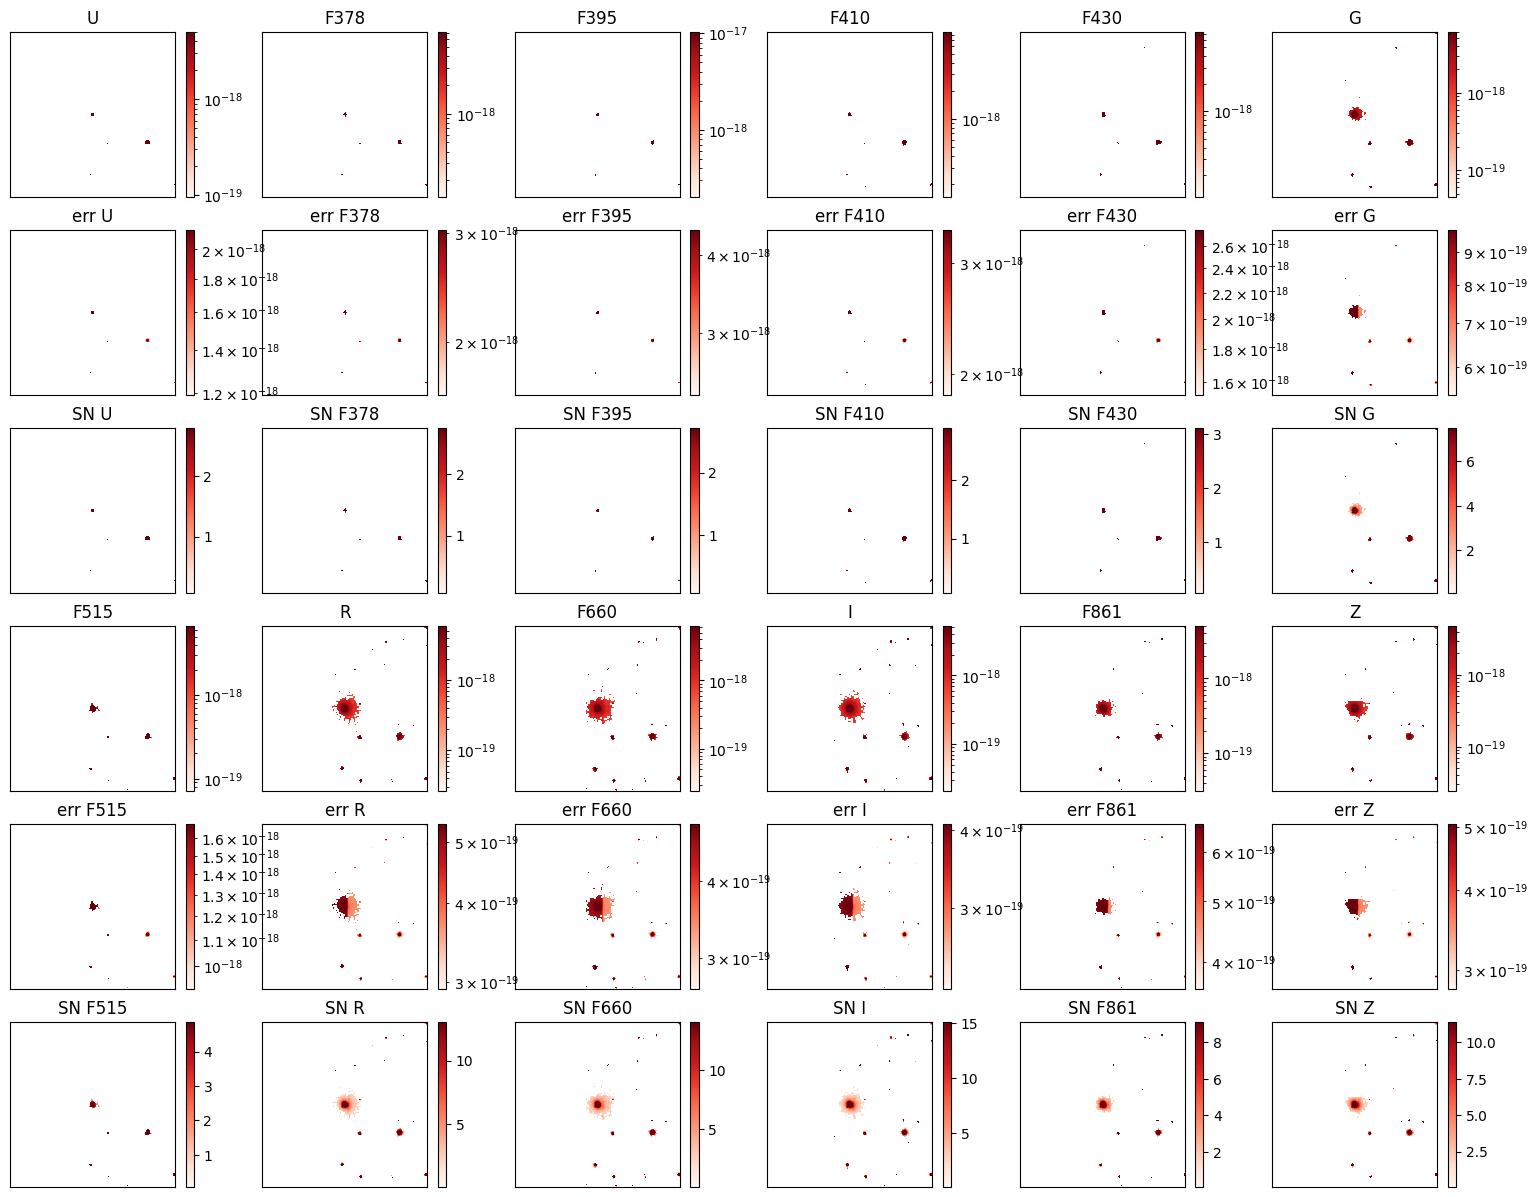 U F378 F395 F410 F430 G
10⁻¹⁸ 10⁻¹⁹
10⁻¹⁸
10⁻¹⁷ 10⁻¹⁸
10⁻¹⁸
10⁻¹⁸
10⁻¹⁸ 10⁻¹⁹
err U err F378 err F395 err F410 err F430 err G
2 × 10⁻¹⁸ 1.8 × 10⁻¹⁸ 1.6 × 10⁻¹⁸ 1.4 × 10⁻¹⁸ 1.2 × 10⁻¹⁸
3 × 10⁻¹⁸ 2 × 10⁻¹⁸
4 × 10⁻¹⁸ 3 × 10⁻¹⁸
3 × 10⁻¹⁸ 2 × 10⁻¹⁸
2.6 × 10⁻¹⁸ 2.4 × 10⁻¹⁸ 2.2 × 10⁻¹⁸ 2 × 10⁻¹⁸ 1.8 × 10⁻¹⁸ 1.6 × 10⁻¹⁸
9 × 10⁻¹⁹ 8 × 10⁻¹⁹ 7 × 10⁻¹⁹ 6 × 10⁻¹⁹
SN U SN F378 SN F395 SN F410 SN F430 SN G
2 1
2 1
2 1
2 1
3 2 1
6 4 2
F515 R F660 I F861 Z
10⁻¹⁸ 10⁻¹⁹
10⁻¹⁸ 10⁻¹⁹
10⁻¹⁸ 10⁻¹⁹
10⁻¹⁸ 10⁻¹⁹
10⁻¹⁸ 10⁻¹⁹
10⁻¹⁸ 10⁻¹⁹
err F515 err R err F660 err I err F861 err Z
1.6 × 10⁻¹⁸ 1.5 × 10⁻¹⁸ 1.4 × 10⁻¹⁸ 1.3 × 10⁻¹⁸ 1.2 × 10⁻¹⁸ 1.1 × 10⁻¹⁸ 10⁻¹⁸
5 × 10⁻¹⁹ 4 × 10⁻¹⁹ 3 × 10⁻¹⁹
4 × 10⁻¹⁹ 3 × 10⁻¹⁹
4 × 10⁻¹⁹ 3 × 10⁻¹⁹
6 × 10⁻¹⁹ 5 × 10⁻¹⁹ 4 × 10⁻¹⁹
5 × 10⁻¹⁹ 4 × 10⁻¹⁹ 3 × 10⁻¹⁹
SN F515 SN R SN F660 SN I SN F861 SN Z
4 3 2 1
10 5
10 5
15 10 5
8 6 4 2
10.0 7.5 5.0 2.5